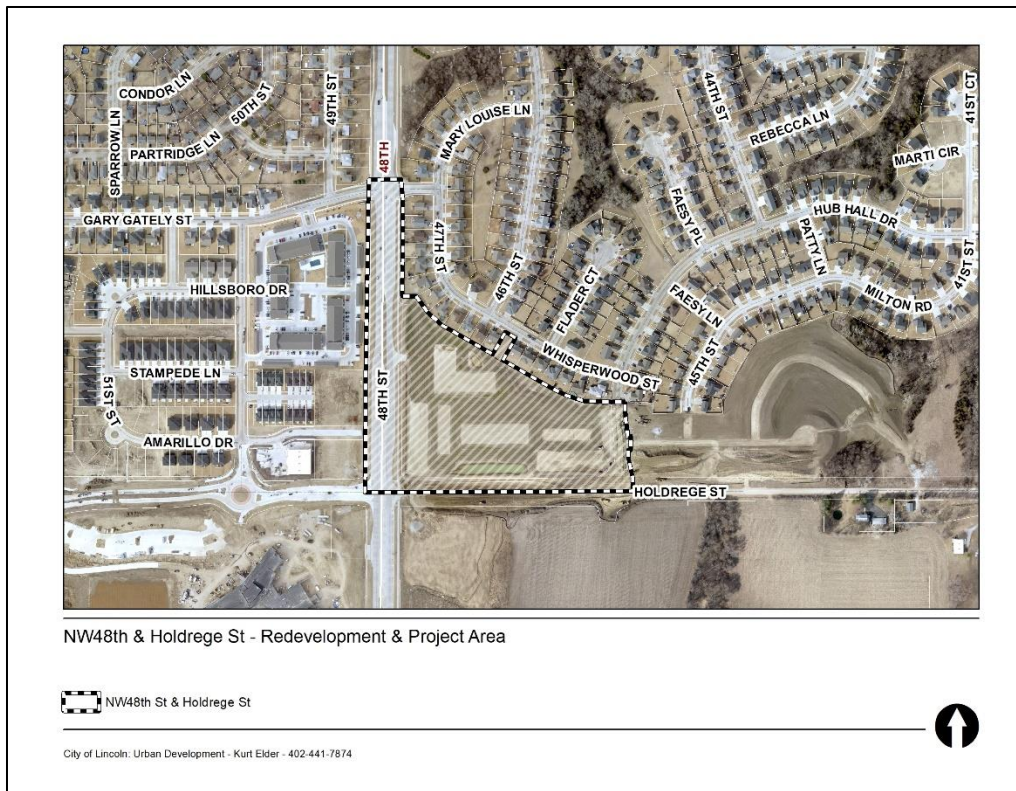 CONDOR LN
50TH ST
49TH ST
SPARROW LN
PARTRIDGE LN
48TH
MARY LOUISE LN
44TH ST
REBECCA LN
41ST CT
MARTI CIR
GARY GATELY ST
47TH ST
FAESY PL
HUB HALL DR
PATTY LN
46TH ST
HILLSBORO DR
FLADER CT
FAESY LN
MILTON RD
41ST ST
WHISPERWOOD ST
45TH ST
STAMPEDE LN
51ST ST
48TH ST
AMARILLO DR
HOLDREGE ST
NW48th & Holdrege St - Redevelopment & Project Area
NW48th St & Holdrege St
City of Lincoln: Urban Development - Kurt Elder - 402-441-7874